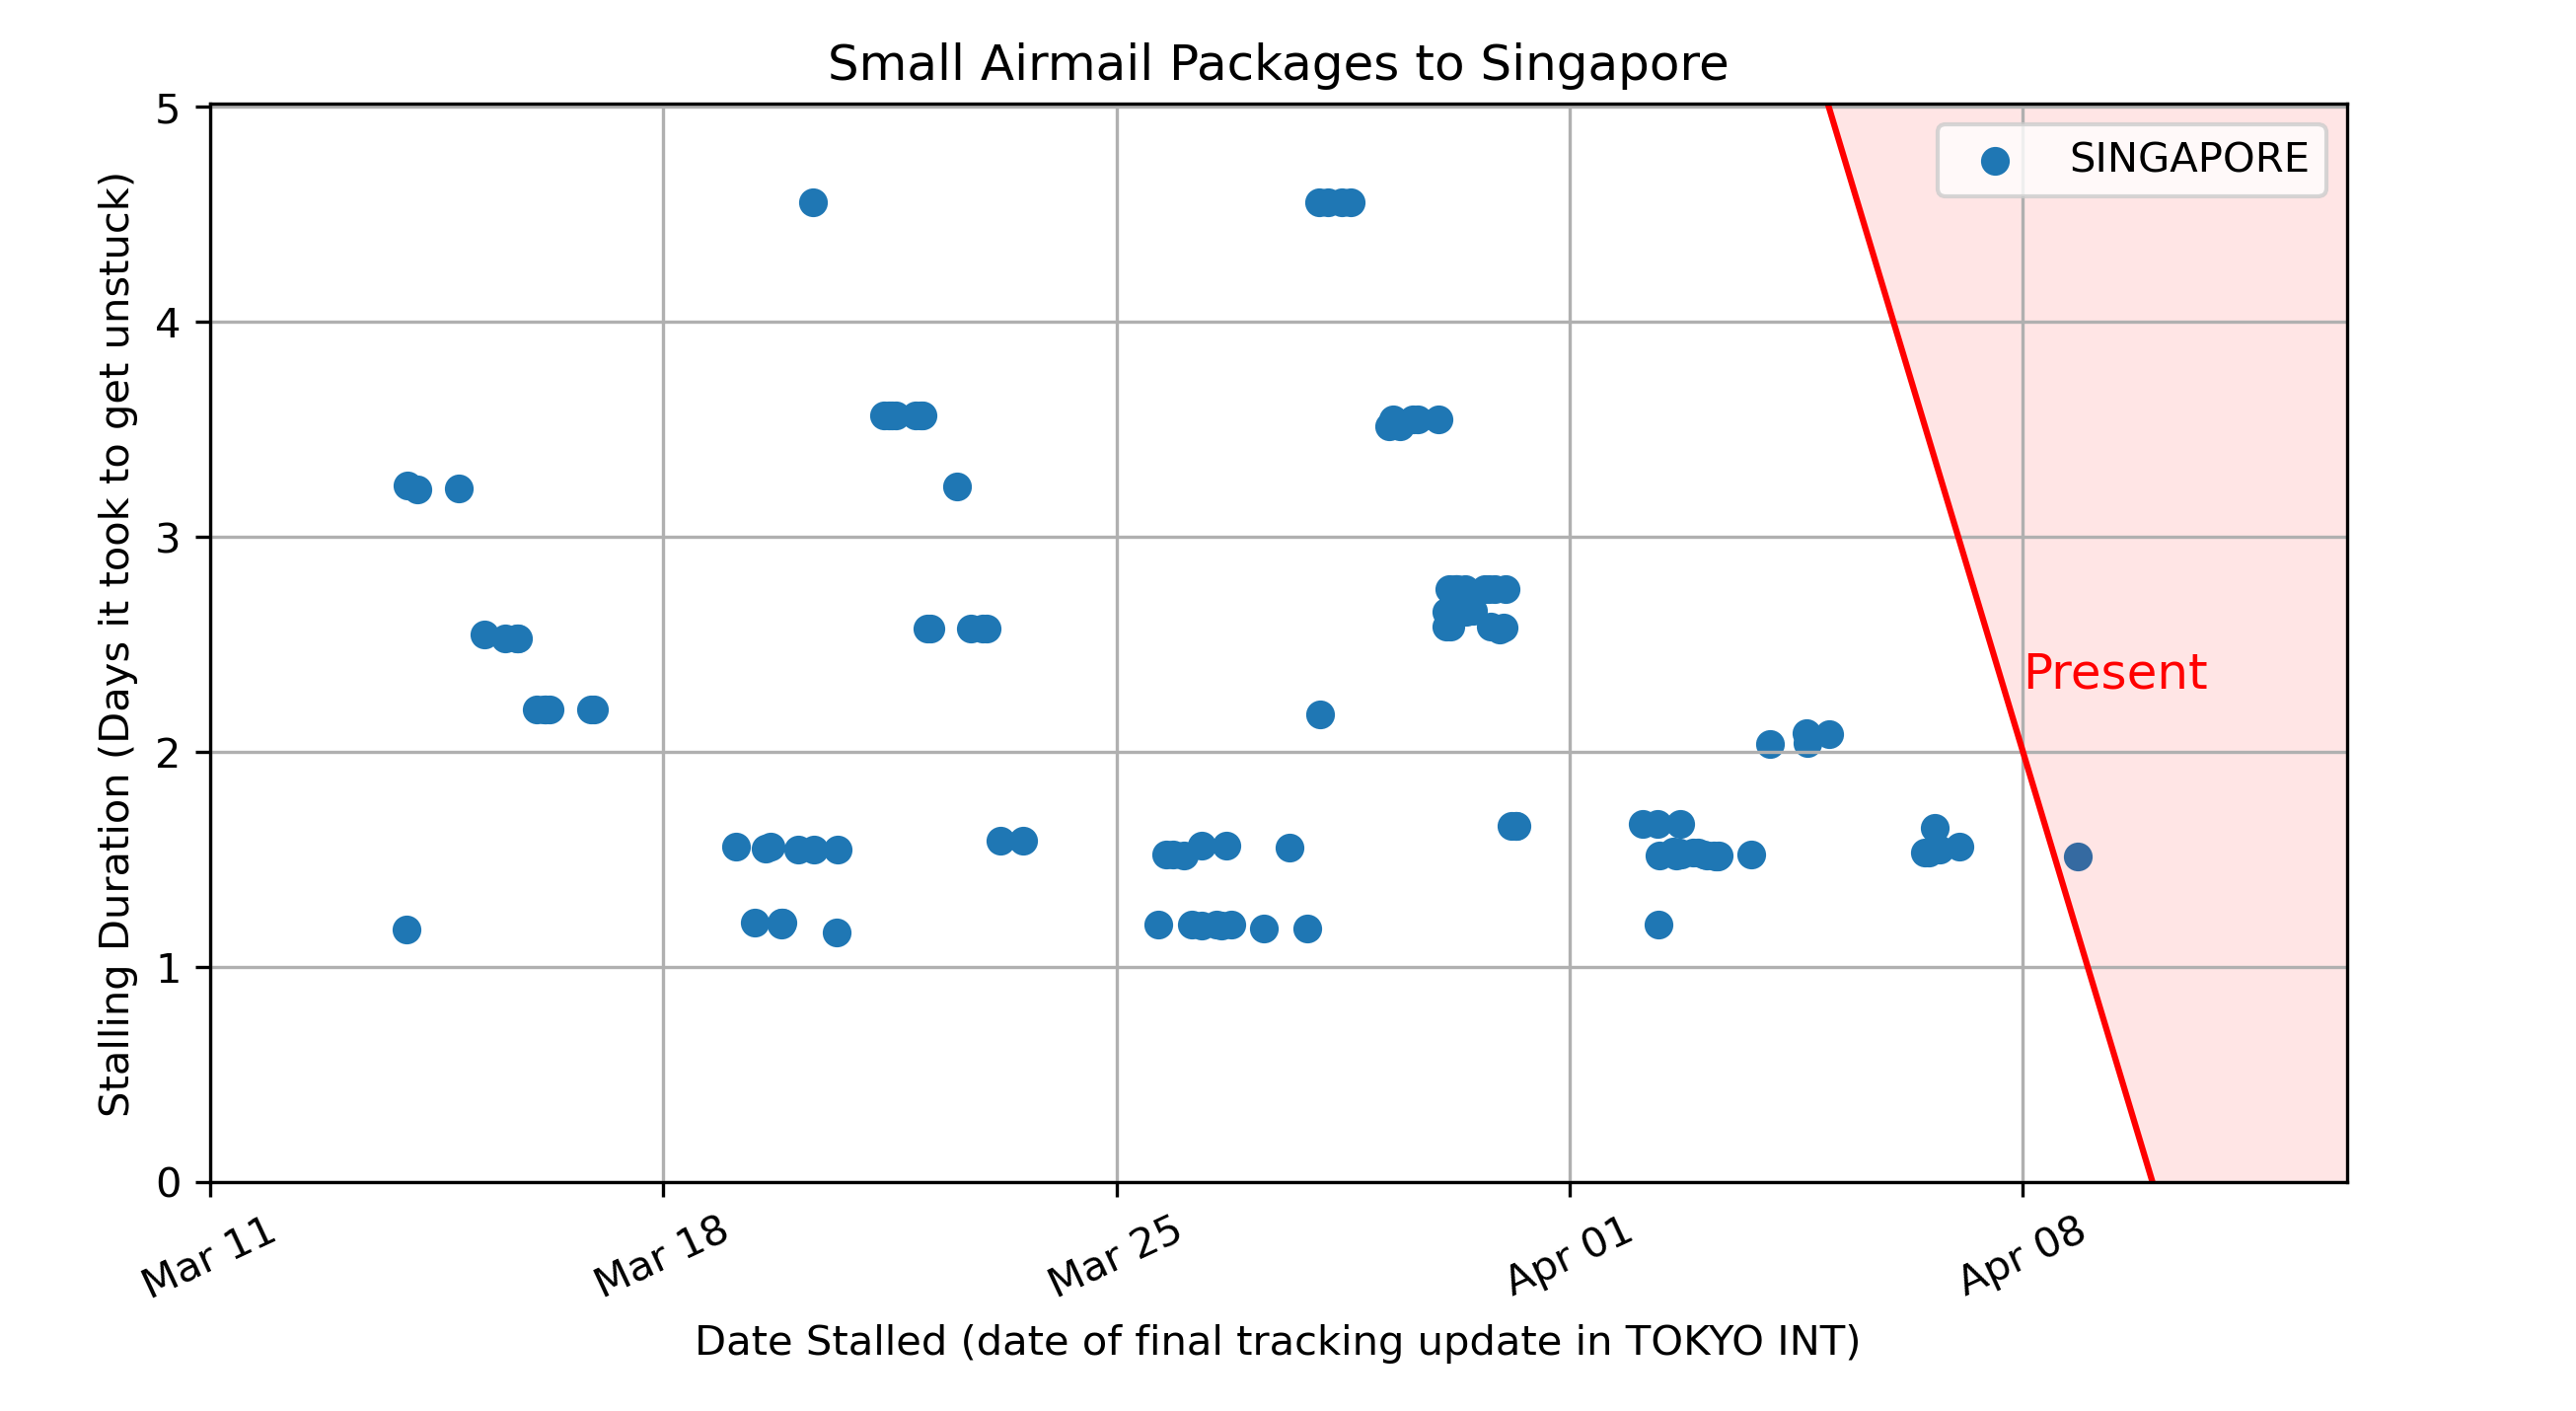 Small Airmail Packages to Singapore
SINGAPORE
Present
Stalling Duration (Days it took to get unstuck)
5
4
3
2
1
0
Mar 11
Mar 18
Mar 25
Apr 01
Apr 08
Date Stalled (date of final tracking update in TOKYO INT)